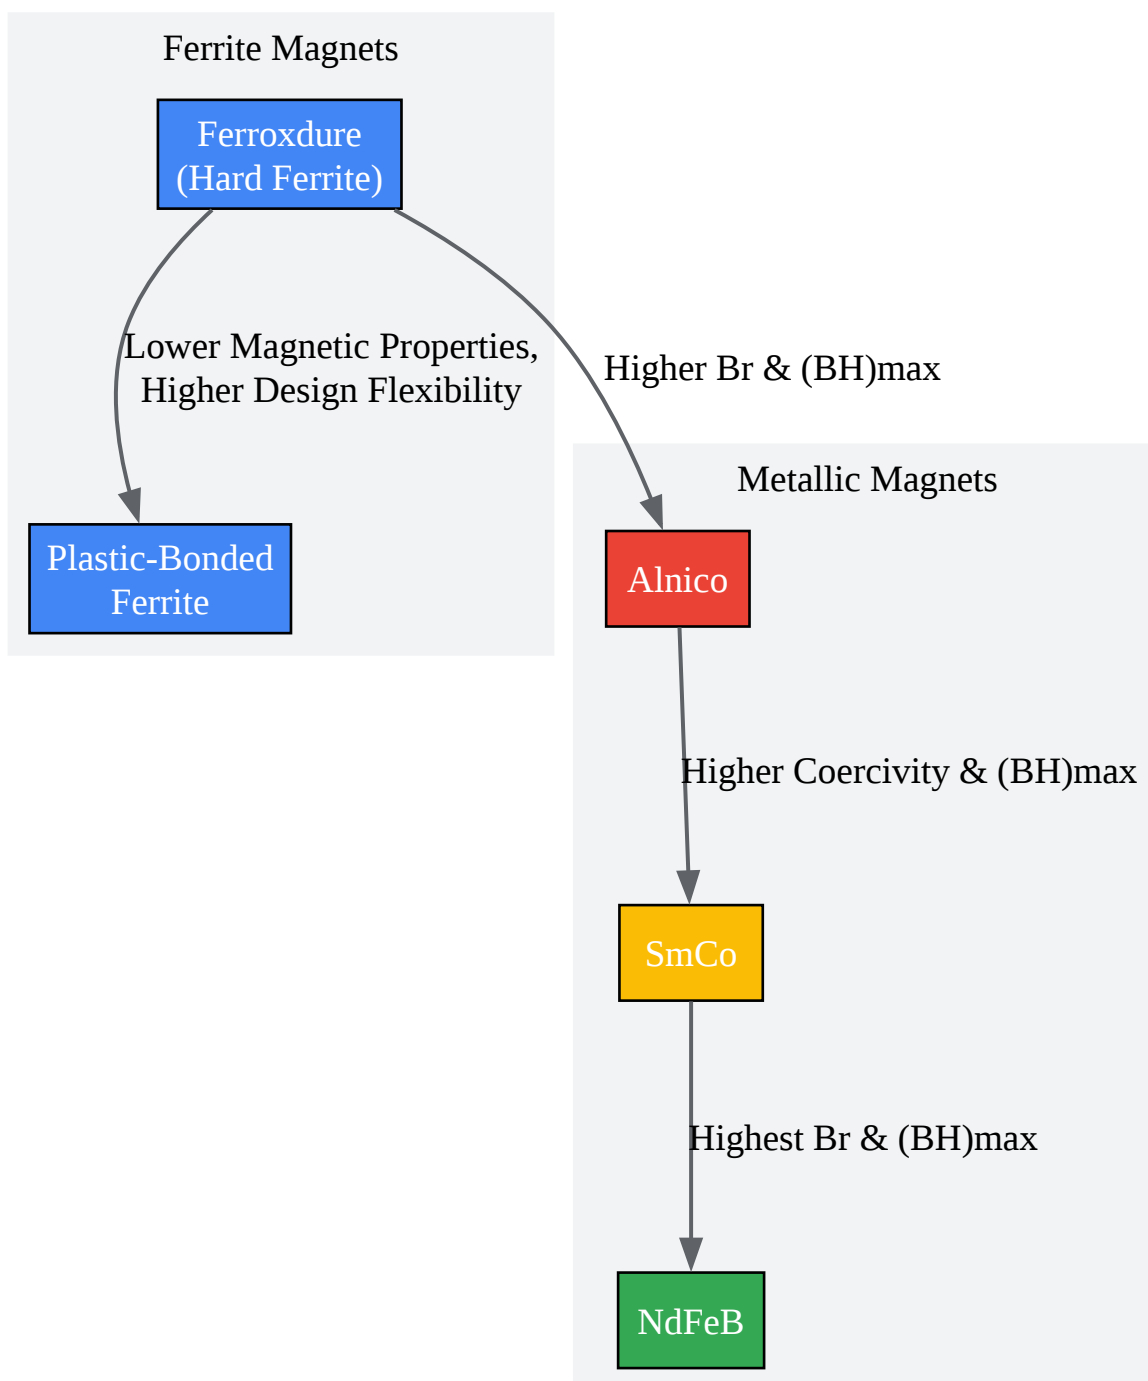 Ferrite Magnets
Ferroxdure
(Hard Ferrite)
Lower Magnetic Properties,
Higher Design Flexibility
Higher Br & (BH)max
Plastic-Bonded
Ferrite
Metallic Magnets
Alnico
Higher Coercivity & (BH)max
SmCo
Highest Br & (BH)max
NdFeB